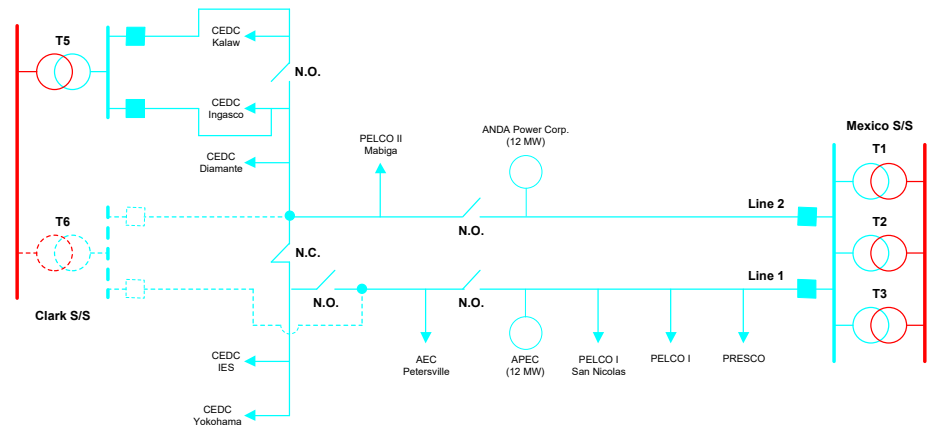 T5
CEDC
Kalaw
N.O.
CEDC
Ingasco
CEDC
Diamante
PELCO II
Mabiga
ANDA Power Corp.
(12 MW)
Mexico S/S
T1
Line 2
N.O.
T6
N.C.
T2
Line 1
N.O.
N.O.
T3
Clark S/S
CEDC
IES
AEC
Petersville
APEC
(12 MW)
PELCO I
San Nicolas
PELCO I
PRESCO
CEDC
Yokohama